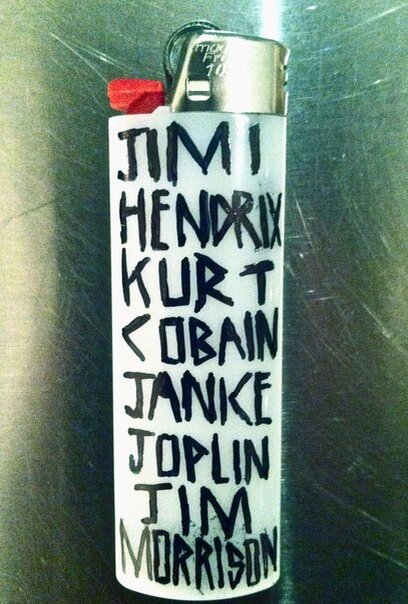 JIMI
HENDRIX
KURT
COBAIN
JANICE
JOPLIN
JIM
MORRISON